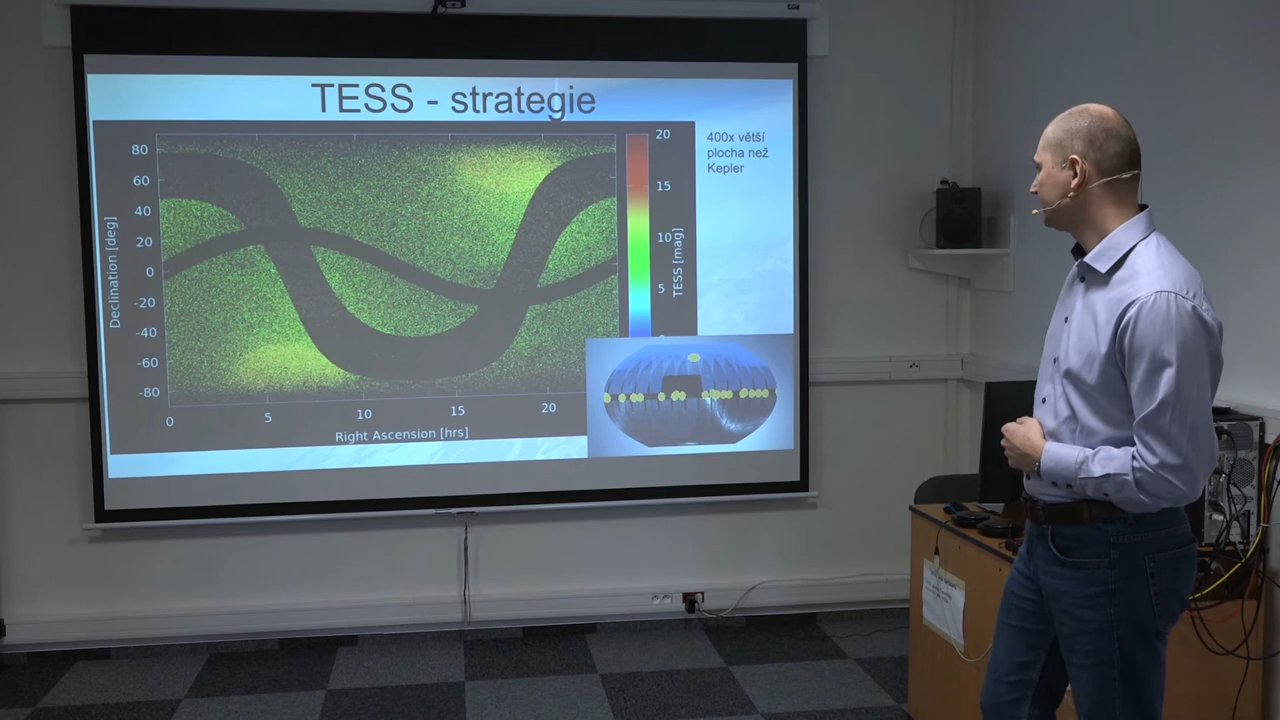 TESS - strategie
400x větší
plocha než
Kepler
80
60
40
20
0
-20
-40
-60
-80
Declination [deg]
0
5
10
15
20
Right Ascension [hrs]
20
15
10
5
TESS [mag]